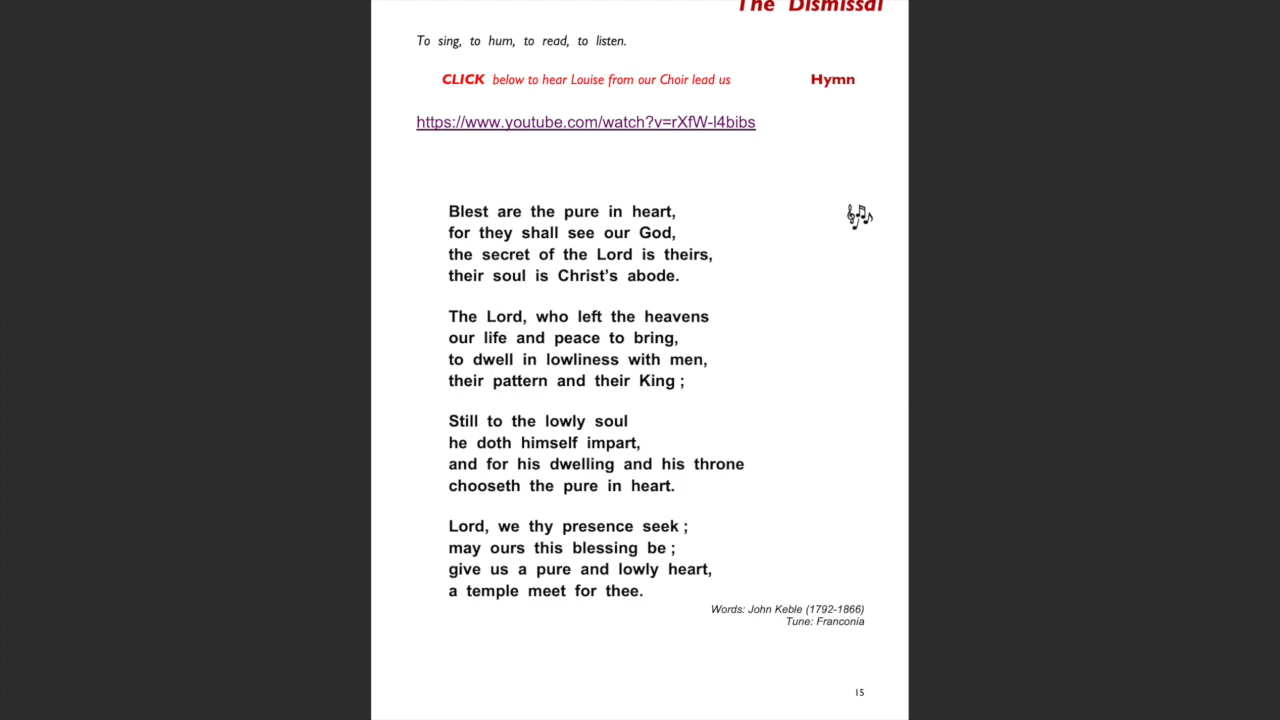 The Dismissal
To sing, to hum, to read, to listen.
CLICK below to hear Louise from our Choir lead us Hymn
https://www.youtube.com/watch?v=rXfW-l4bibs
Blest are the pure in heart,
for they shall see our God,
the secret of the Lord is theirs,
their soul is Christ's abode.
The Lord, who left the heavens
our life and peace to bring,
to dwell in lowliness with men,
their pattern and their King ;
Still to the lowly soul
he doth himself impart,
and for his dwelling and his throne
chooseth the pure in heart.
Lord, we thy presence seek ;
may ours this blessing be ;
give us a pure and lowly heart,
a temple meet for thee.
Words: John Keble (1792-1866)
Tune: Franconia
15